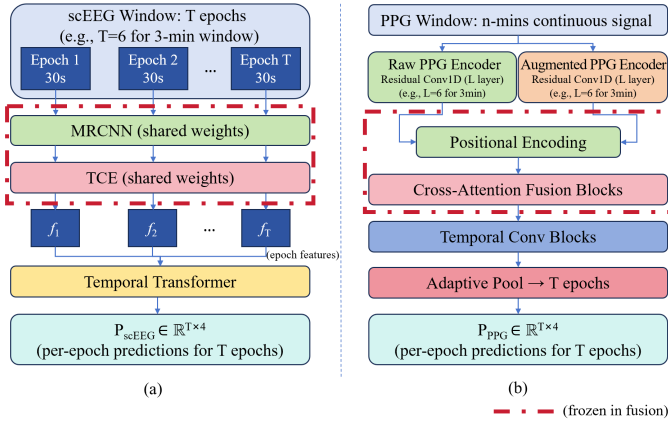 scEEG Window: T epochs
(e.g., T=6 for 3-min window)
Epoch 1
30s
Epoch 2
30s
...
Epoch T
30s
MRCNN (shared weights)
TCE (shared weights)
f1
f2
...
fT
(epoch features)
Temporal Transformer
PscEEG ∈ ℝT×4
(per-epoch predictions for T epochs)
(a)
PPG Window: n-mins continuous signal
Raw PPG Encoder
Residual Conv1D (L layer)
(e.g., L=6 for 3min)
Augmented PPG Encoder
Residual Conv1D (L layer)
(e.g., L=6 for 3min)
Positional Encoding
Cross-Attention Fusion Blocks
Temporal Conv Blocks
Adaptive Pool → T epochs
PPPG ∈ ℝT×4
(per-epoch predictions for T epochs)
(b)
(frozen in fusion)